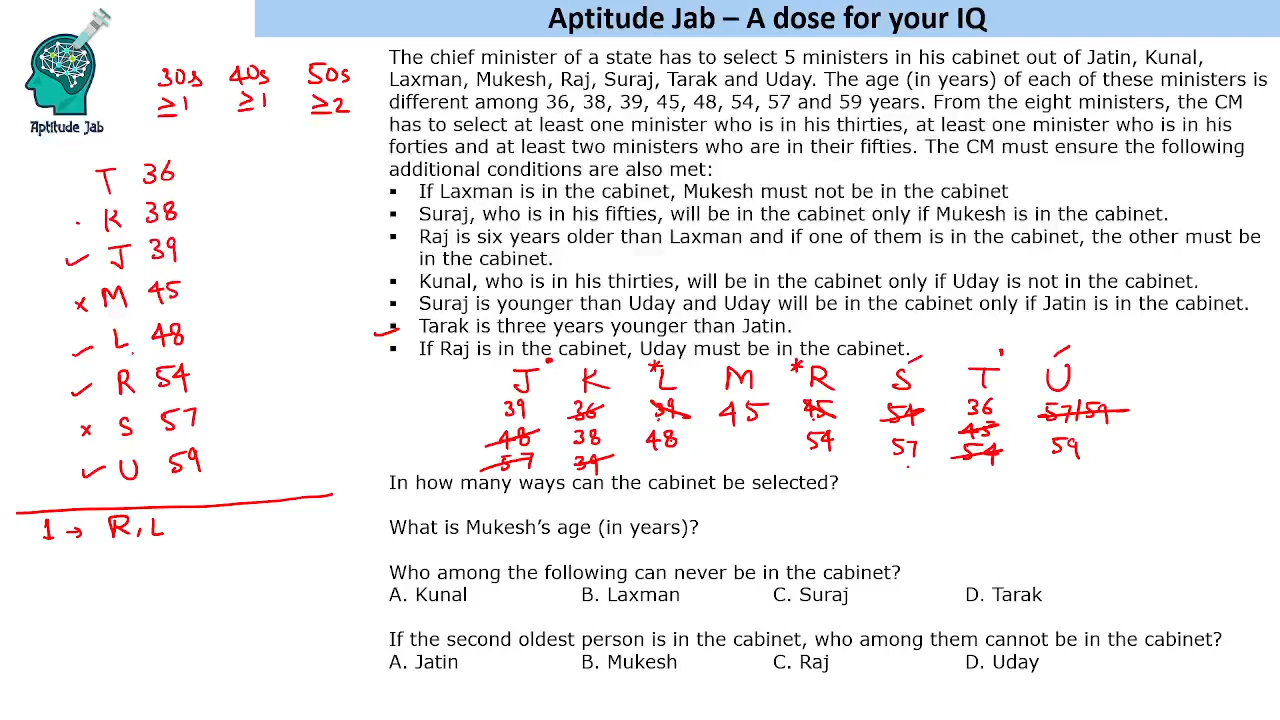 Aptitude Jab – A dose for your IQ
Aptitude Jab
30s 40s 50s
≥1 ≥1 ≥2
The chief minister of a state has to select 5 ministers in his cabinet out of Jatin, Kunal,
Laxman, Mukesh, Raj, Suraj, Tarak and Uday. The age (in years) of each of these ministers is
different among 36, 38, 39, 45, 48, 54, 57 and 59 years. From the eight ministers, the CM
has to select at least one minister who is in his thirties, at least one minister who is in his
forties and at least two ministers who are in their fifties. The CM must ensure the following
additional conditions are also met:
▪ If Laxman is in the cabinet, Mukesh must not be in the cabinet
▪ Suraj, who is in his fifties, will be in the cabinet only if Mukesh is in the cabinet.
▪ Raj is six years older than Laxman and if one of them is in the cabinet, the other must be
in the cabinet.
▪ Kunal, who is in his thirties, will be in the cabinet only if Uday is not in the cabinet.
▪ Suraj is younger than Uday and Uday will be in the cabinet only if Jatin is in the cabinet.
▪ Tarak is three years younger than Jatin.
▪ If Raj is in the cabinet, Uday must be in the cabinet.
T 36
K 38
✓ J 39
× M 45
✓ L 48
✓ R 54
× S 57
✓ U 59
1 → R, L
J K *L M *R S T U
39 36 39 45 45 54 36 57/59
48 38 48 54 57 45 59
57 39 54
In how many ways can the cabinet be selected?
What is Mukesh's age (in years)?
Who among the following can never be in the cabinet?
A. Kunal B. Laxman C. Suraj D. Tarak
If the second oldest person is in the cabinet, who among them cannot be in the cabinet?
A. Jatin B. Mukesh C. Raj D. Uday